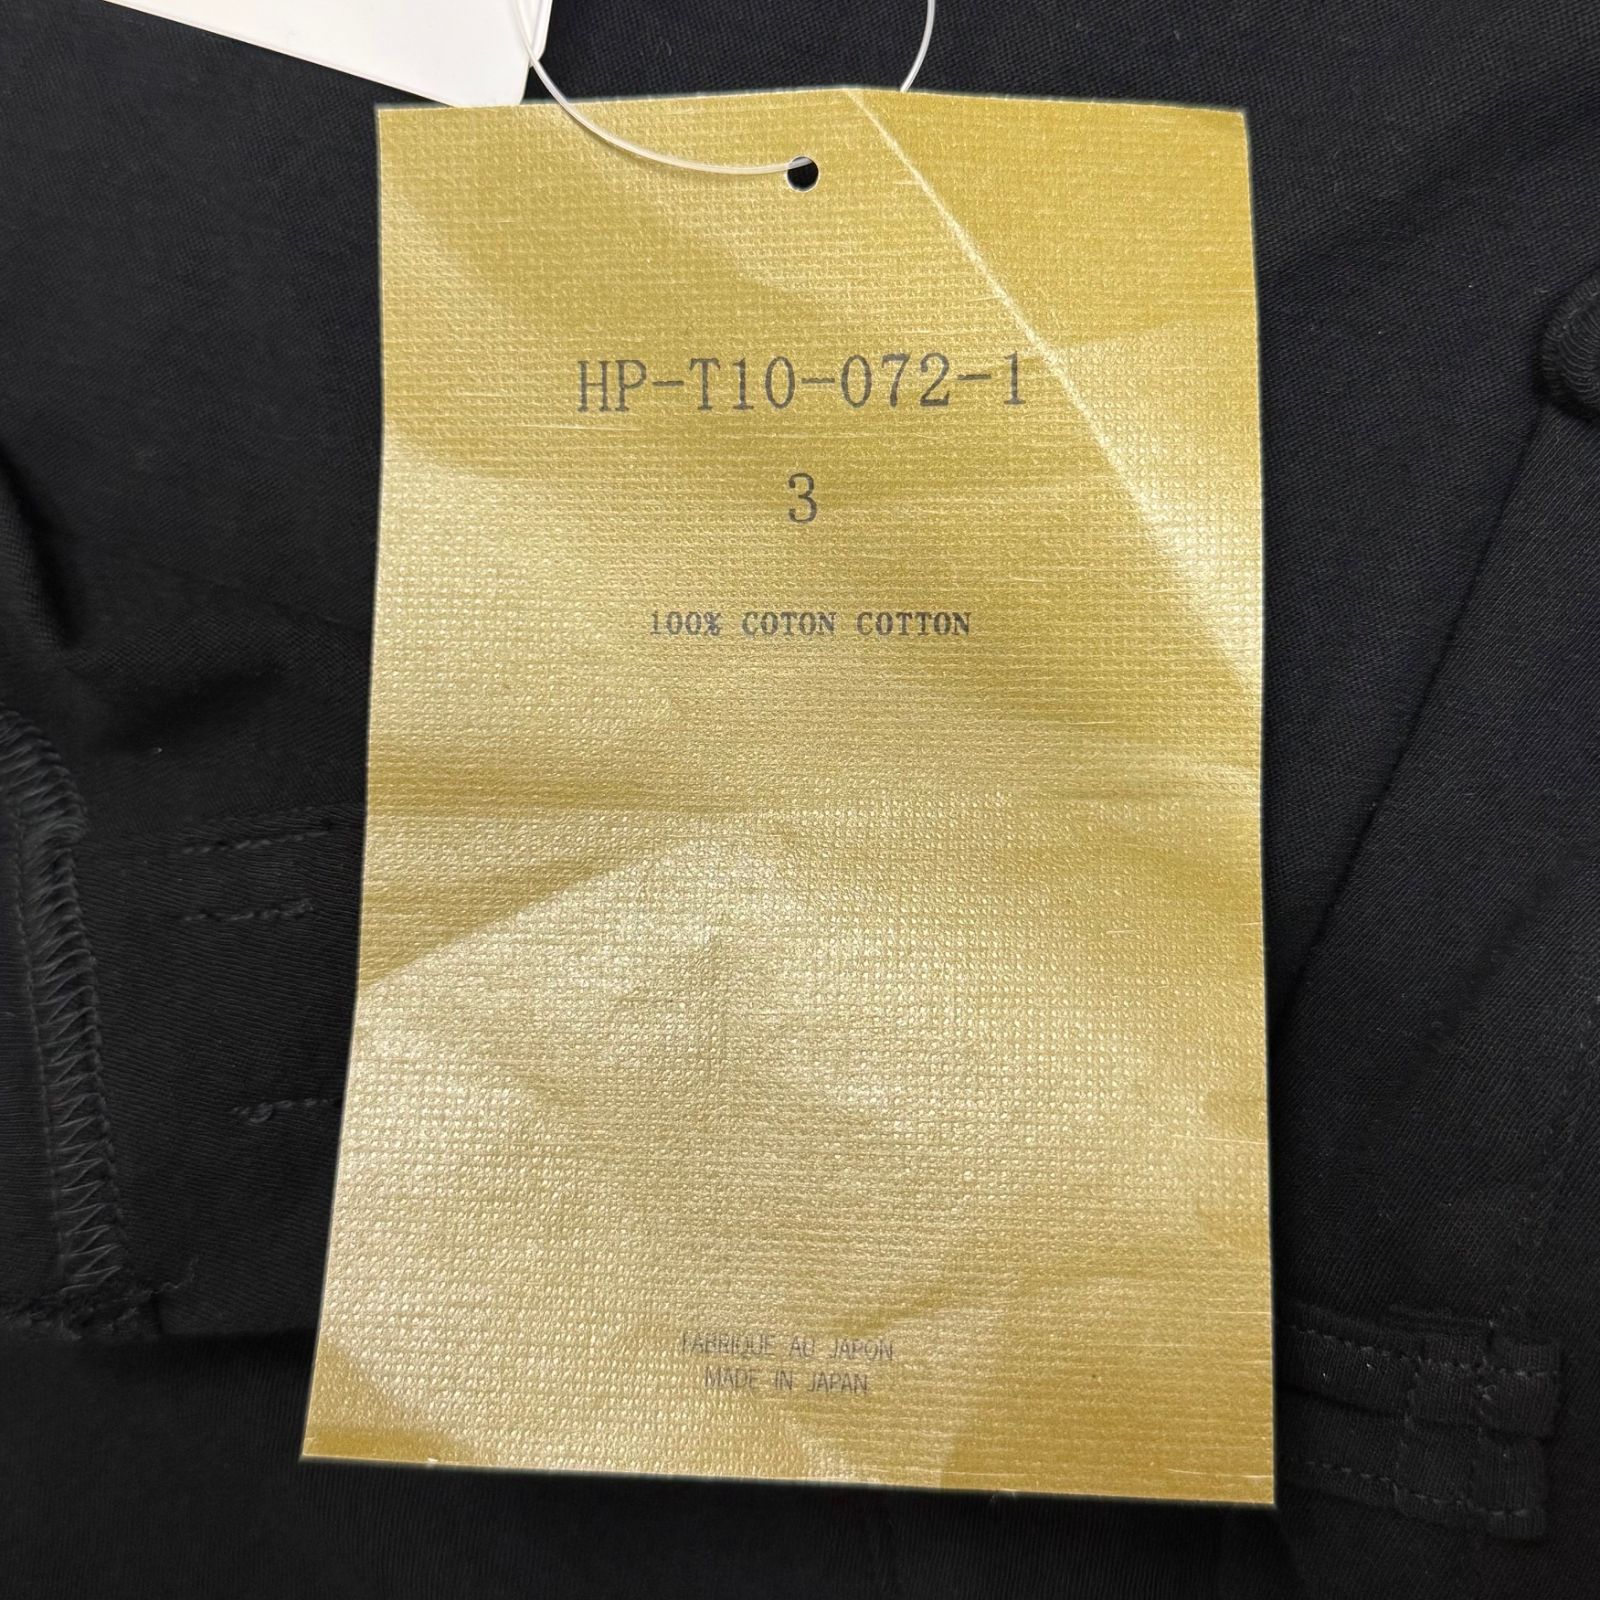 HP-T10-072-1
3
100% COTON COTTON
FABRIQUE AU JAPON
MADE IN JAPAN